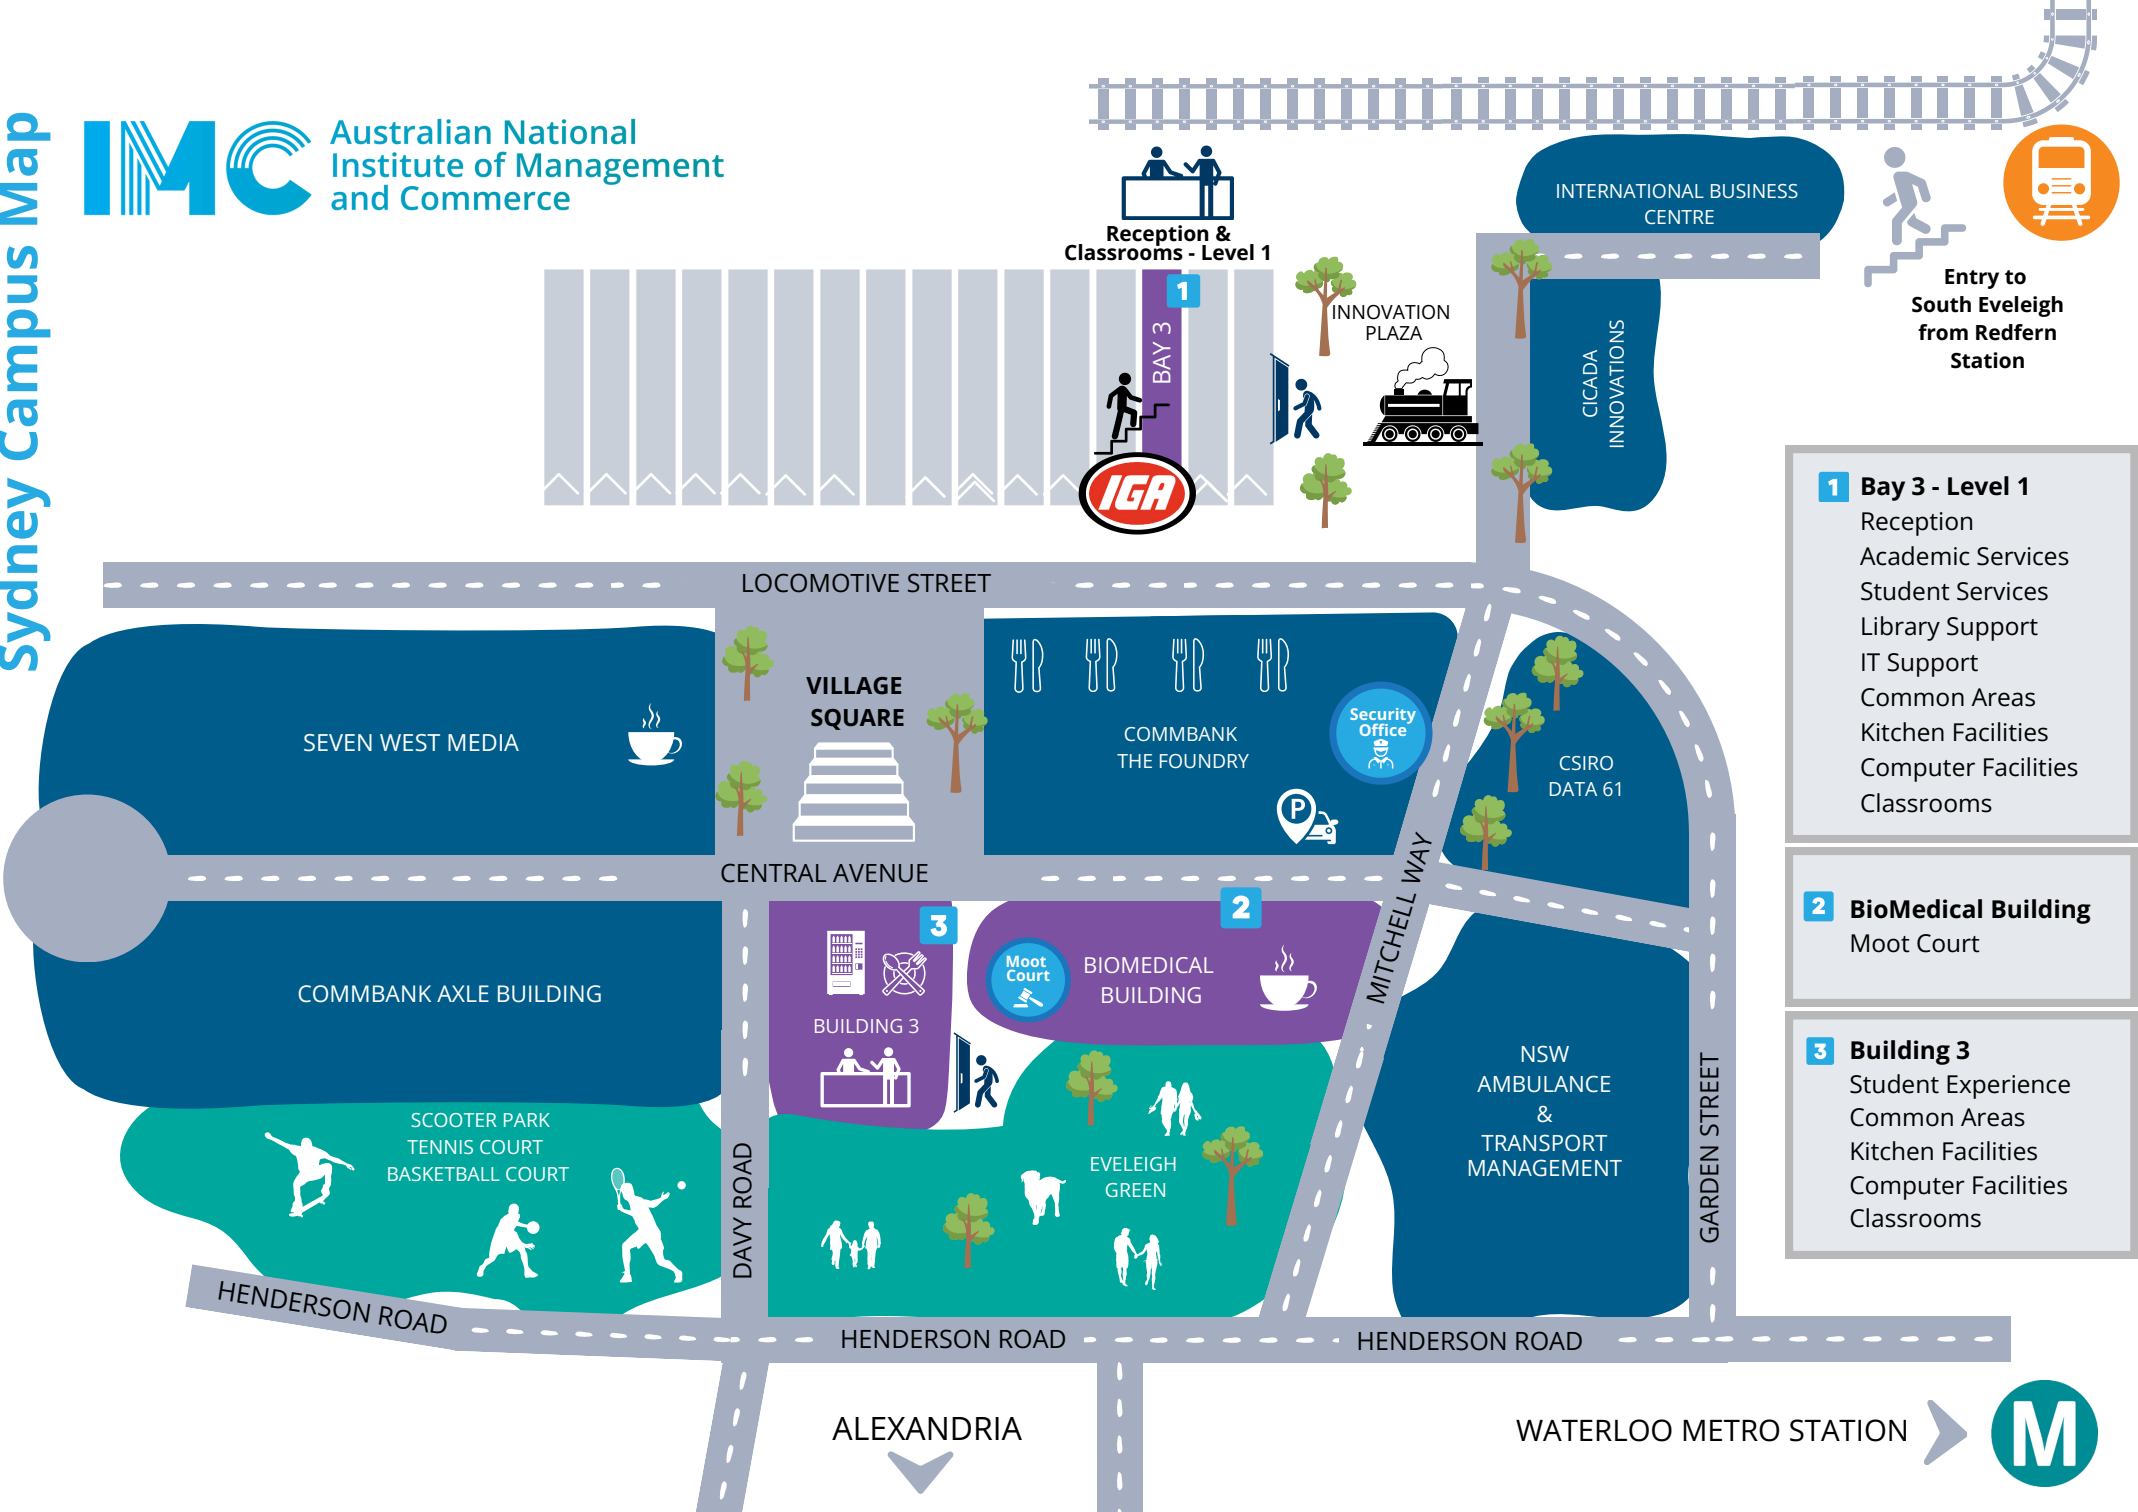 Sydney Campus Map
IMC
Australian National
Institute of Management
and Commerce
Reception &
Classrooms - Level 1
1
BAY 3
IGA
INNOVATION
PLAZA
INTERNATIONAL BUSINESS
CENTRE
CICADA
INNOVATIONS
Entry to
South Eveleigh
from Redfern
Station
LOCOMOTIVE STREET
SEVEN WEST MEDIA
VILLAGE
SQUARE
COMMBANK
THE FOUNDRY
Security
Office
P
CSIRO
DATA 61
CENTRAL AVENUE
MITCHELL WAY
COMMBANK AXLE BUILDING
3
BUILDING 3
2
Moot
Court
BIOMEDICAL
BUILDING
NSW
AMBULANCE
&
TRANSPORT
MANAGEMENT
GARDEN STREET
SCOOTER PARK
TENNIS COURT
BASKETBALL COURT
DAVY ROAD
EVELEIGH
GREEN
HENDERSON ROAD
HENDERSON ROAD
HENDERSON ROAD
ALEXANDRIA
WATERLOO METRO STATION
M
1 Bay 3 - Level 1
Reception
Academic Services
Student Services
Library Support
IT Support
Common Areas
Kitchen Facilities
Computer Facilities
Classrooms
2 BioMedical Building
Moot Court
3 Building 3
Student Experience
Common Areas
Kitchen Facilities
Computer Facilities
Classrooms